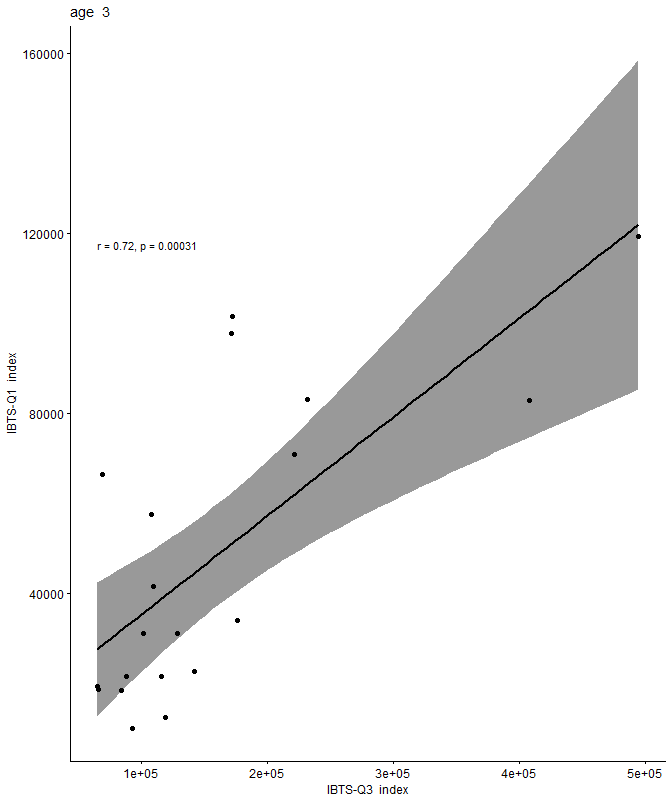 age 3
160000
120000
r = 0.72, p = 0.00031
80000
40000
IBTS-Q1 index
1e+05 2e+05 3e+05 4e+05 5e+05
IBTS-Q3 index